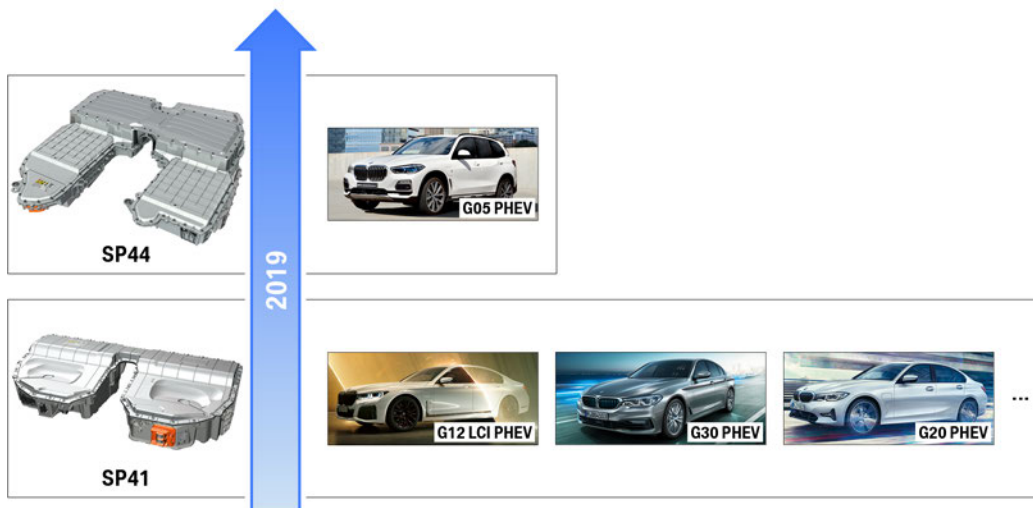 SP44
2019
G05 PHEV
SP41
G12 LCI PHEV
G30 PHEV
G20 PHEV
...